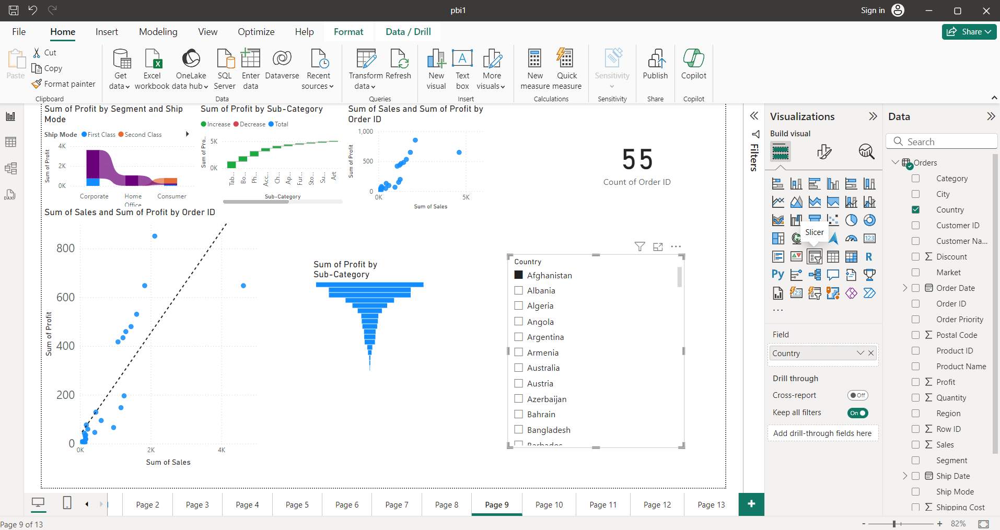 pbi1
Sign in
File Home Insert Modeling View Optimize Help Format Data / Drill
Share
Paste
Cut
Copy
Format painter
Clipboard
Get data
Excel workbook
OneLake data hub
SQL Server
Enter data
Dataverse
Recent sources
Data
Transform data
Refresh
Queries
New visual
Text box
More visuals
Insert
New measure
Quick measure
Calculations
Sensitivity
Sensitivity
Publish
Share
Copilot
Copilot
Sum of Profit by Segment and Ship
Mode
Ship Mode First Class Second Class
4K
2K
0K
Sum of Profit
Corporate
Home
Office
Consumer
Sum of Profit by Sub-Category
Increase Decrease Total
Sum of Pro...
5K
0K
Tab...
Bo...
Ph...
Acc...
Ch...
Ap...
Fur...
Sto...
Su...
Art
Sub-Category
Sum of Sales and Sum of Profit by
Order ID
1,000
500
0
Sum of Profit
0K 5K
Sum of Sales
55
Count of Order ID
Sum of Sales and Sum of Profit by Order ID
800
600
400
200
0
Sum of Profit
0K 2K 4K
Sum of Sales
Sum of Profit by
Sub-Category
Country
Afghanistan
Albania
Algeria
Angola
Argentina
Armenia
Australia
Austria
Azerbaijan
Bahrain
Bangladesh
Barbados
Filters
Visualizations
Build visual
Slicer
123
R
Py
123
...
Field
Country
Drill through
Cross-report Off
Keep all filters On
Add drill-through fields here
Data
Search
Orders
Category
City
Country
Customer ID
Customer Na...
Discount
Market
Order Date
Order ID
Order Priority
Postal Code
Product ID
Product Name
Profit
Quantity
Region
Row ID
Sales
Segment
Ship Date
Ship Mode
Shipping Cost
Page 2 Page 3 Page 4 Page 5 Page 6 Page 7 Page 8 Page 9 Page 10 Page 11 Page 12 Page 13
Page 9 of 13
82%